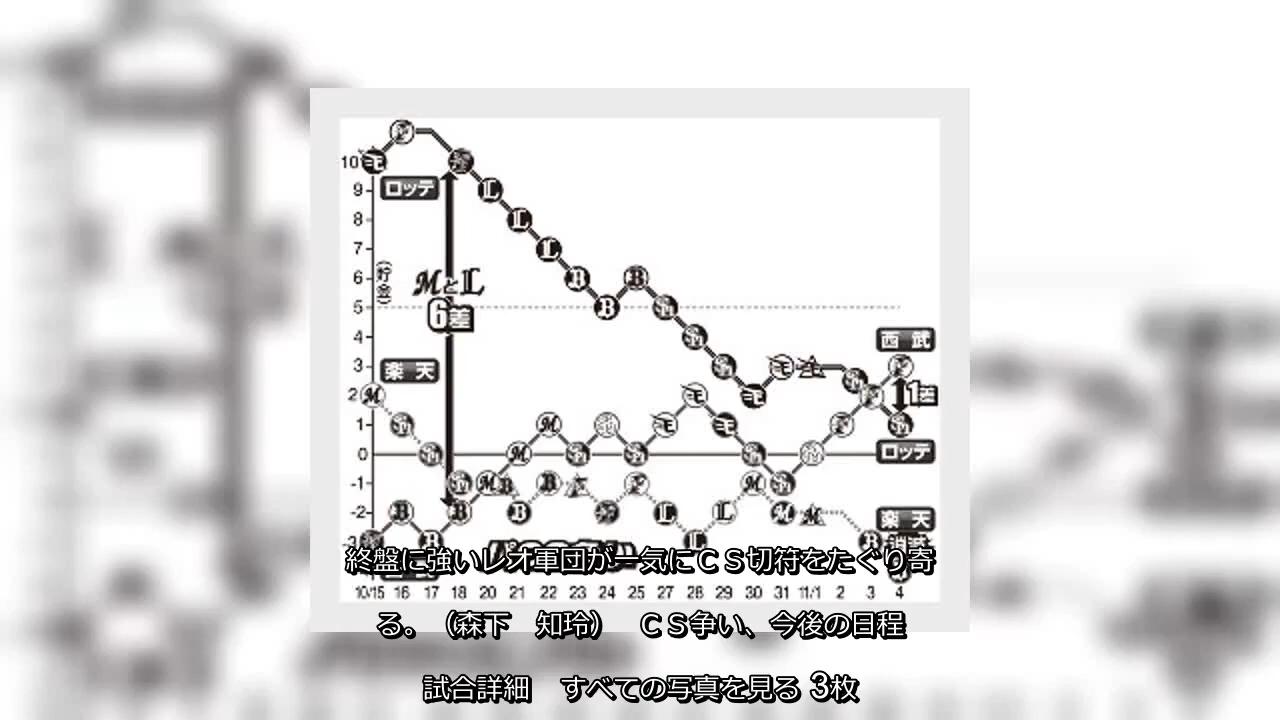 10
ロッテ
9
8
7
(貯金)
6
MとL
6差
5
4
西武
3
楽天
2
1差
1
ロッテ
0
-1
-2
楽天
消滅
終盤に強いレオ軍団が一気にCS切符をたぐり寄
10/15 16 17 18 20 21 22 23 24 25 27 28 29 30 31 11/1 2 3 4
る。(森下　知玲)　CS争い、今後の日程
試合詳細　すべての写真を見る 3枚